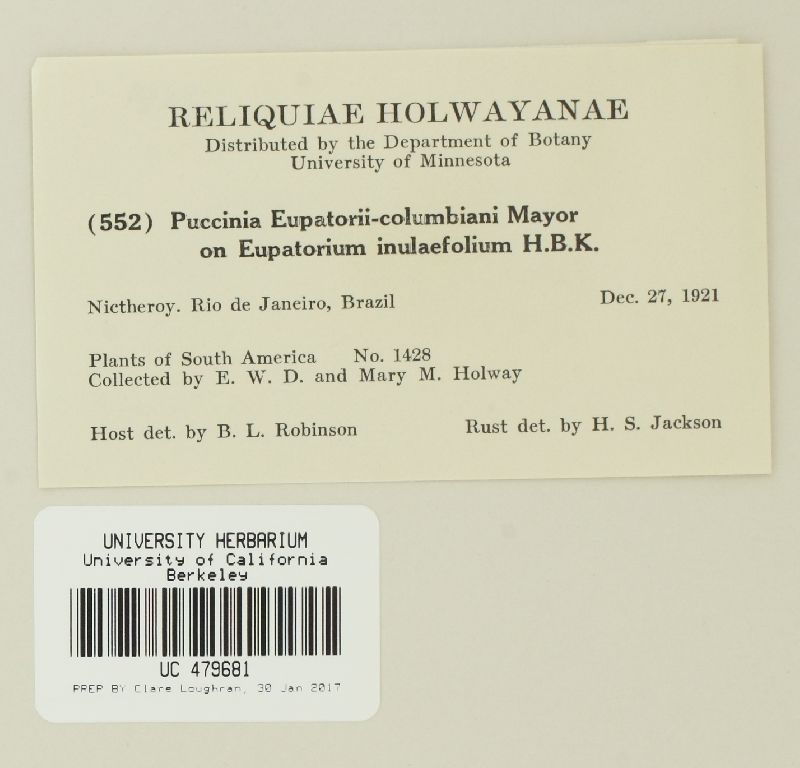 RELIQUIAE HOLWAYANAE
Distributed by the Department of Botany
University of Minnesota
(552) Puccinia Eupatorii-columbiani Mayor
on Eupatorium inulaefolium H.B.K.
Nictheroy. Rio de Janeiro, Brazil Dec. 27, 1921
Plants of South America No. 1428
Collected by E. W. D. and Mary M. Holway
Host det. by B. L. Robinson Rust det. by H. S. Jackson
UNIVERSITY HERBARIUM
University of California
Berkeley
UC 479681
PREP BY Clare Loughran, 30 Jan 2017